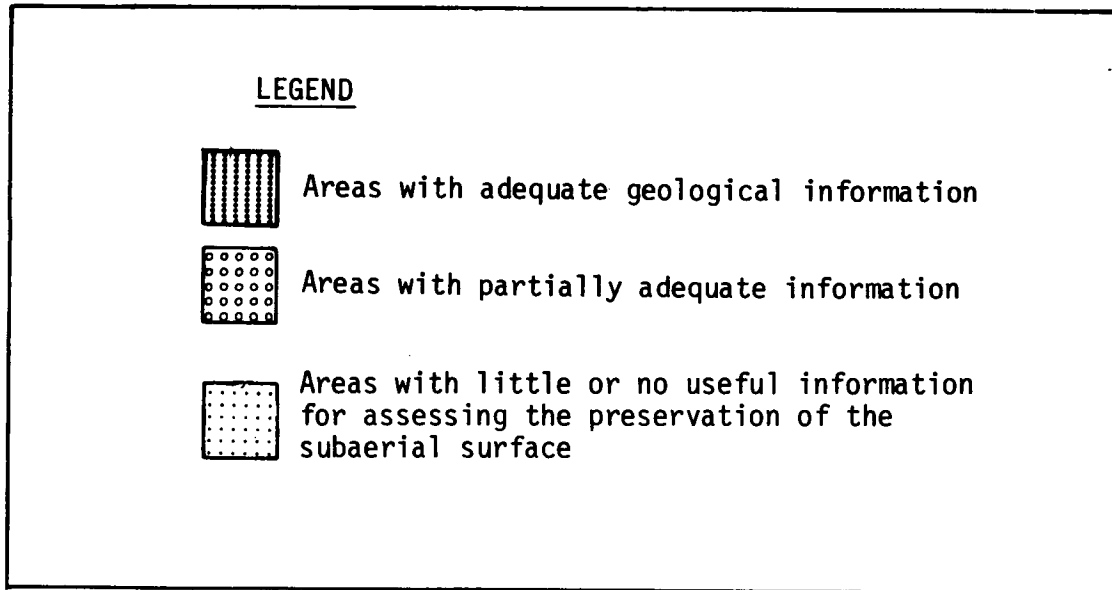 LEGEND
Areas with adequate geological information
Areas with partially adequate information
Areas with little or no useful information
for assessing the preservation of the
subaerial surface